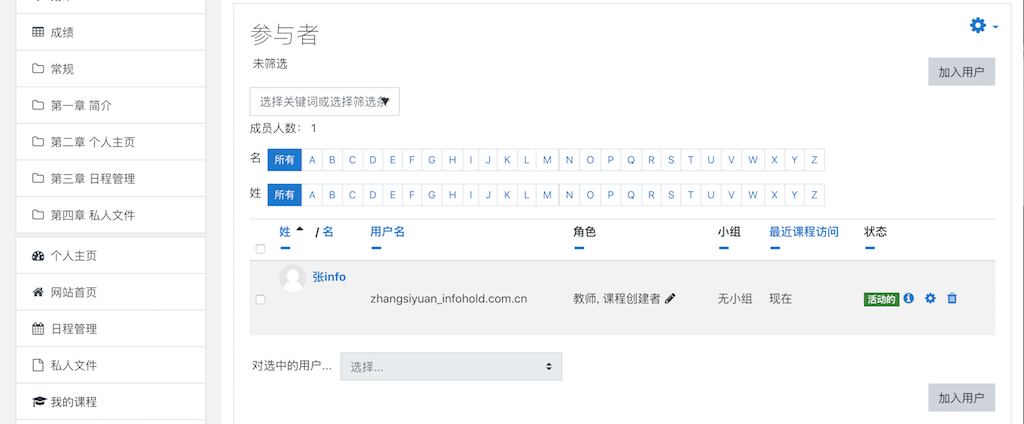 成绩
常规
第一章 简介
第二章 个人主页
第三章 日程管理
第四章 私人文件
个人主页
网站首页
日程管理
私人文件
我的课程
参与者
未筛选
加入用户
选择关键词或选择筛选条
成员人数： 1
名 所有 A B C D E F G H I J K L M N O P Q R S T U V W X Y Z
姓 所有 A B C D E F G H I J K L M N O P Q R S T U V W X Y Z
姓 / 名 用户名 角色 小组 最近课程访问 状态
张info
zhangsiyuan_infohold.com.cn 教师, 课程创建者 无小组 现在 活动的
对选中的用户... 选择...
加入用户